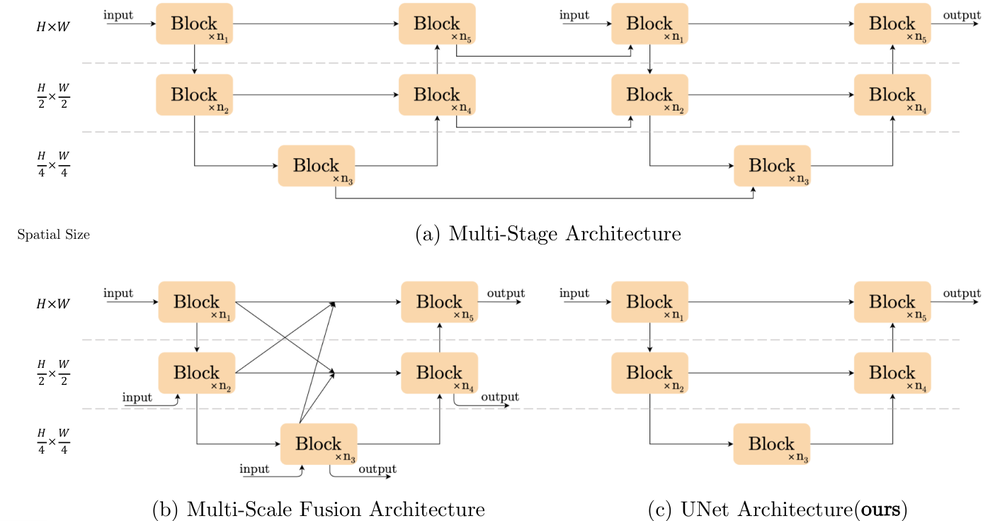 input
output
input
H×W
Block ×n1
Block ×n5
Block ×n1
Block ×n5
H/2 × W/2
Block ×n2
Block ×n4
Block ×n2
Block ×n4
H/4 × W/4
Block ×n3
Block ×n3
Spatial Size
(a) Multi-Stage Architecture
input
output
input
output
H×W
Block ×n1
Block ×n5
Block ×n1
Block ×n5
H/2 × W/2
Block ×n2
Block ×n4
Block ×n2
Block ×n4
input
output
H/4 × W/4
Block ×n3
Block ×n3
input
output
(b) Multi-Scale Fusion Architecture
(c) UNet Architecture(ours)